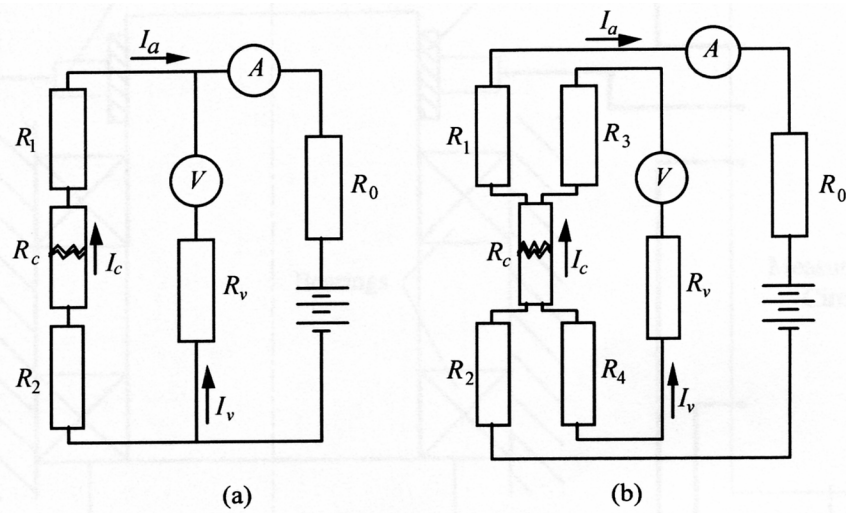 I_a
A
R_1
R_c
I_c
R_2
V
R_v
I_v
R_0
(a)
I_a
A
R_1
R_3
R_c
I_c
R_2
R_4
V
R_v
I_v
R_0
(b)